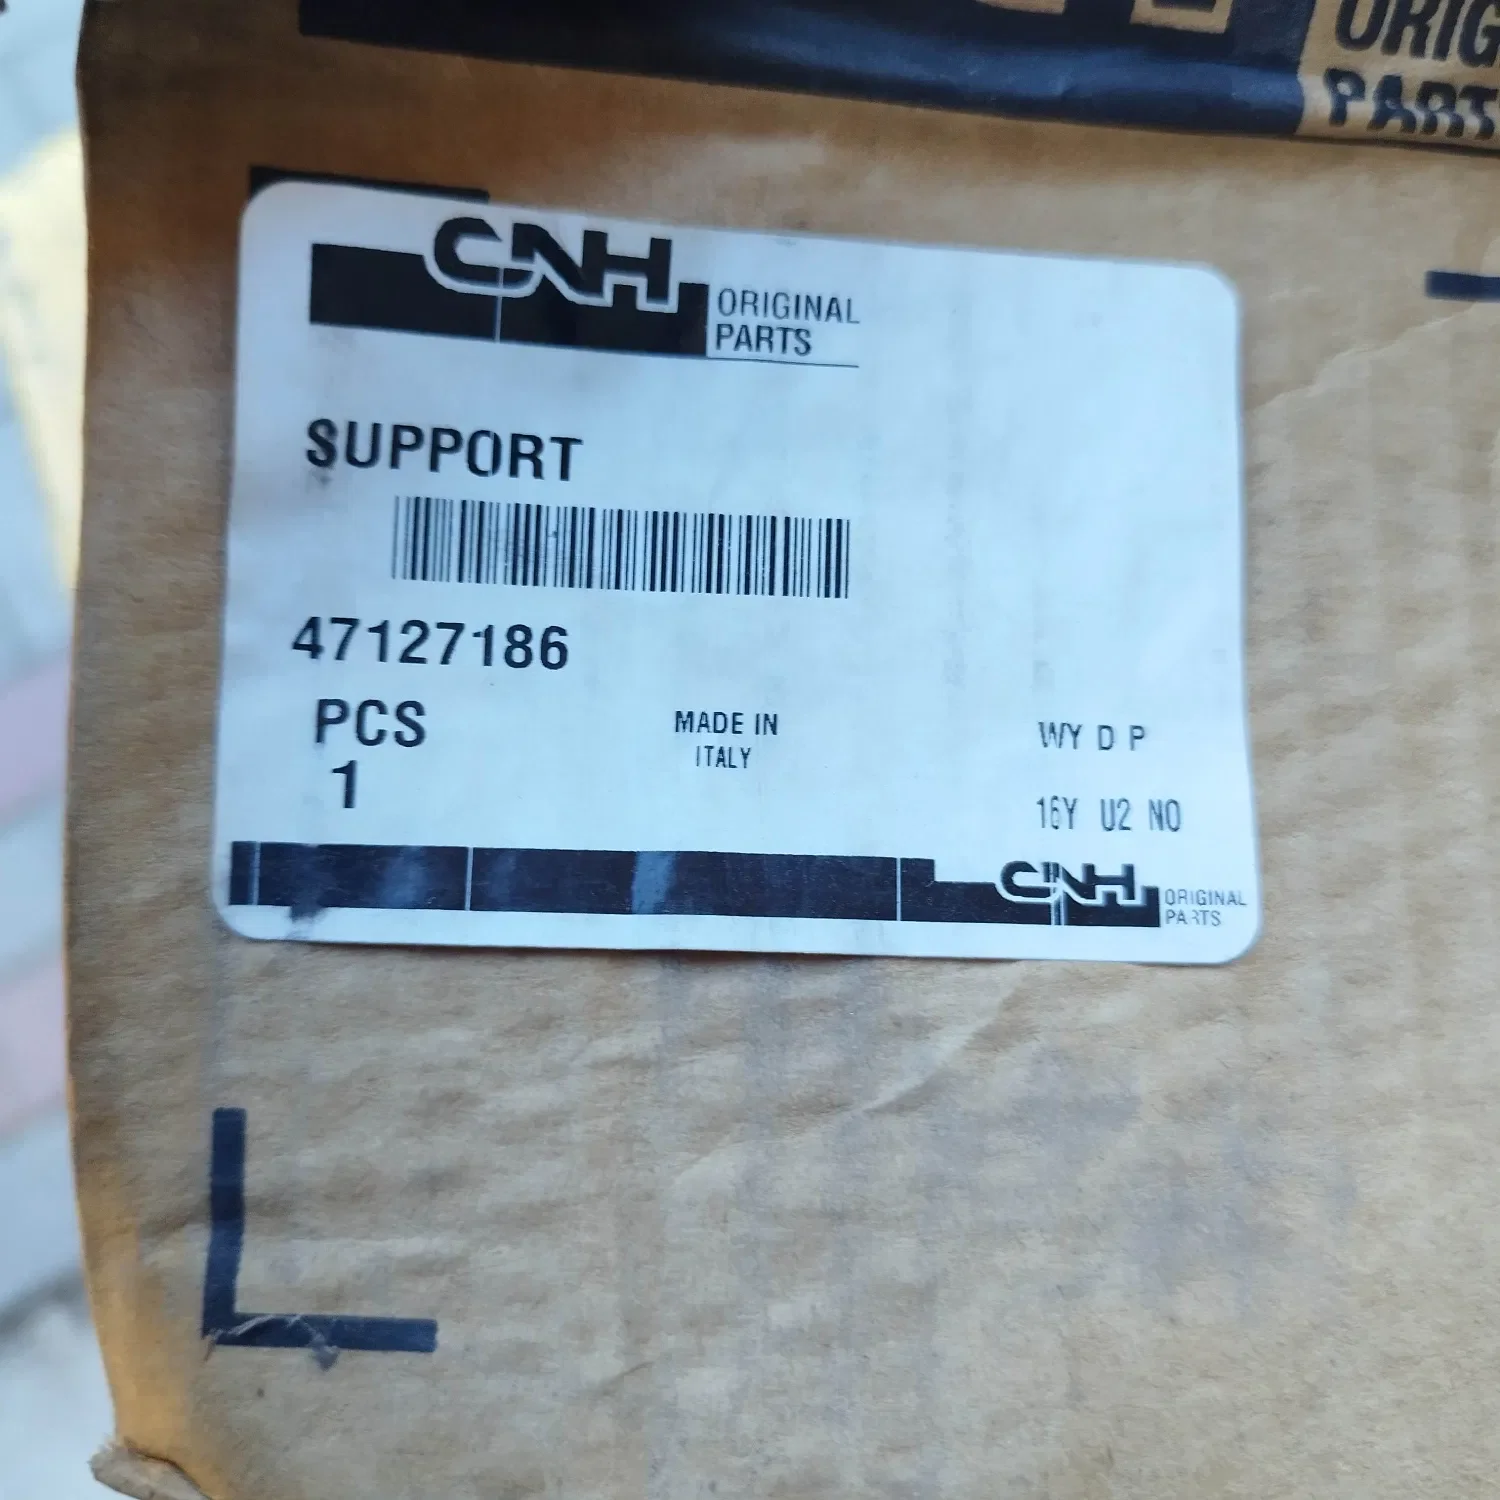 ORIG
PART
CNH
ORIGINAL
PARTS
SUPPORT
47127186
PCS
1
MADE IN
ITALY
WY D P
16Y U2 NO
CNH
ORIGINAL
PARTS